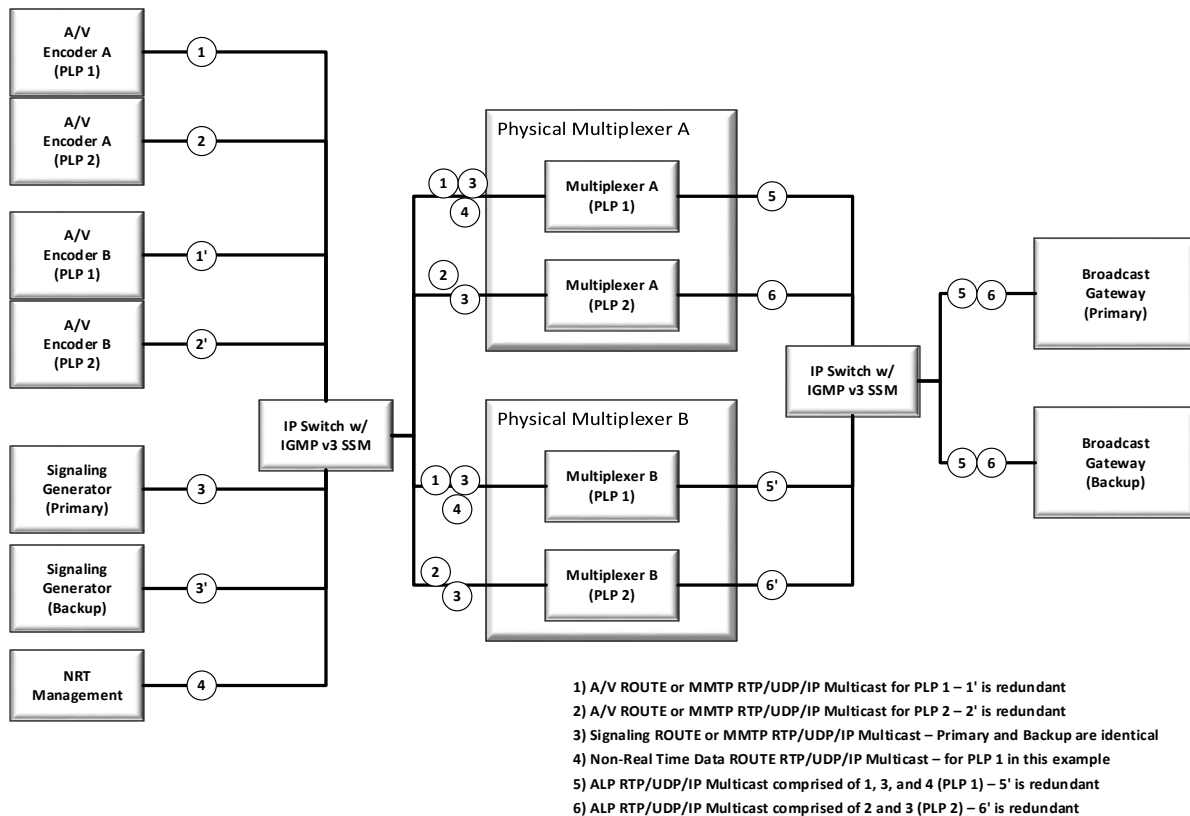 A/V
Encoder A
(PLP 1)
1
A/V
Encoder A
(PLP 2)
2
A/V
Encoder B
(PLP 1)
1'
A/V
Encoder B
(PLP 2)
2'
Signaling
Generator
(Primary)
3
Signaling
Generator
(Backup)
3'
NRT
Management
4
IP Switch w/
IGMP v3 SSM
Physical Multiplexer A
1 3
4
Multiplexer A
(PLP 1)
5
2
3
Multiplexer A
(PLP 2)
6
Physical Multiplexer B
1 3
4
Multiplexer B
(PLP 1)
5'
2
3
Multiplexer B
(PLP 2)
6'
IP Switch w/
IGMP v3 SSM
5 6
Broadcast
Gateway
(Primary)
5 6
Broadcast
Gateway
(Backup)
1) A/V ROUTE or MMTP RTP/UDP/IP Multicast for PLP 1 – 1' is redundant
2) A/V ROUTE or MMTP RTP/UDP/IP Multicast for PLP 2 – 2' is redundant
3) Signaling ROUTE or MMTP RTP/UDP/IP Multicast – Primary and Backup are identical
4) Non-Real Time Data ROUTE RTP/UDP/IP Multicast – for PLP 1 in this example
5) ALP RTP/UDP/IP Multicast comprised of 1, 3, and 4 (PLP 1) – 5' is redundant
6) ALP RTP/UDP/IP Multicast comprised of 2 and 3 (PLP 2) – 6' is redundant